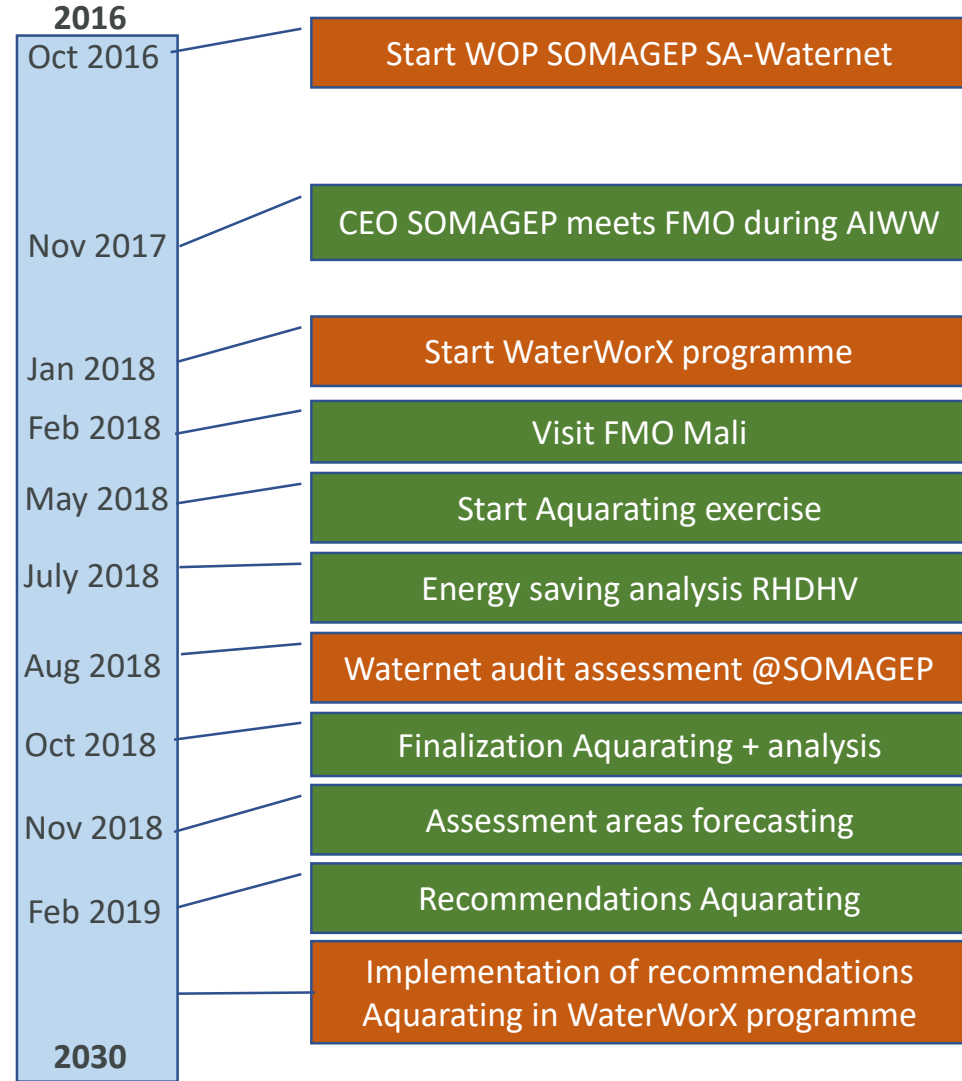 2016
Oct 2016
Start WOP SOMAGEP SA-Waternet
Nov 2017
CEO SOMAGEP meets FMO during AIWW
Jan 2018
Start WaterWorX programme
Feb 2018
Visit FMO Mali
May 2018
Start Aquarating exercise
July 2018
Energy saving analysis RHDHV
Aug 2018
Waternet audit assessment @SOMAGEP
Oct 2018
Finalization Aquarating + analysis
Nov 2018
Assessment areas forecasting
Feb 2019
Recommendations Aquarating
Implementation of recommendations
Aquarating in WaterWorX programme
2030